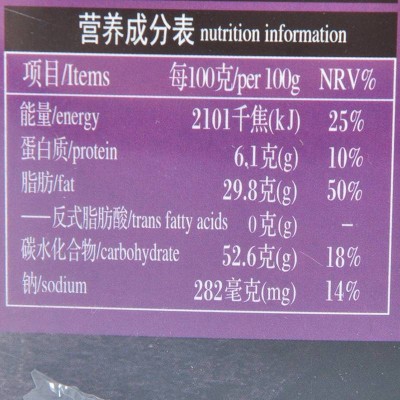 营养成分表 nutrition information
项目/Items 每100克/per 100g NRV%
能量/energy 2101千焦(kJ) 25%
蛋白质/protein 6.1克(g) 10%
脂肪/fat 29.8克(g) 50%
——反式脂肪酸/trans fatty acids 0克(g) –
碳水化合物/carbohydrate 52.6克(g) 18%
钠/sodium 282毫克(mg) 14%